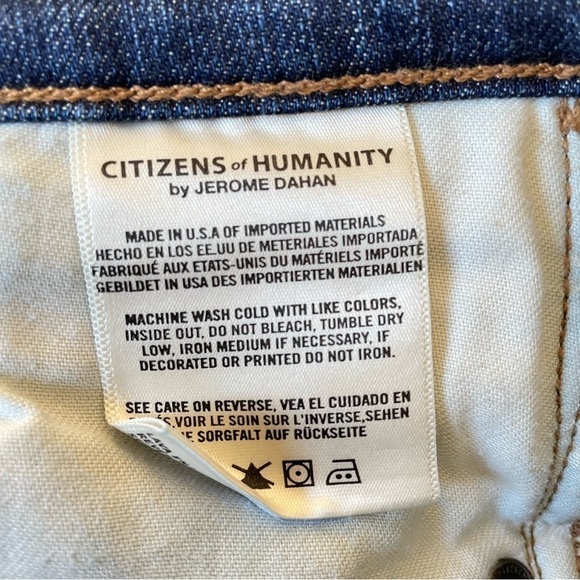 CITIZENS of HUMANITY
by JEROME DAHAN
MADE IN U.S.A OF IMPORTED MATERIALS
HECHO EN LOS EE.UU DE METERIALES IMPORTADA
FABRIQUÉ AUX ETATS-UNIS DU MATÉRIELS IMPORTÉ
GEBILDET IN USA DES IMPORTIERTEN MATERIALIEN
MACHINE WASH COLD WITH LIKE COLORS,
INSIDE OUT, DO NOT BLEACH, TUMBLE DRY
LOW, IRON MEDIUM IF NECESSARY, IF
DECORATED OR PRINTED DO NOT IRON.
SEE CARE ON REVERSE, VEA EL CUIDADO EN
VOIR LE SOIN SUR L'INVERSE,SEHEN
SORGFALT AUF RÜCKSEITE